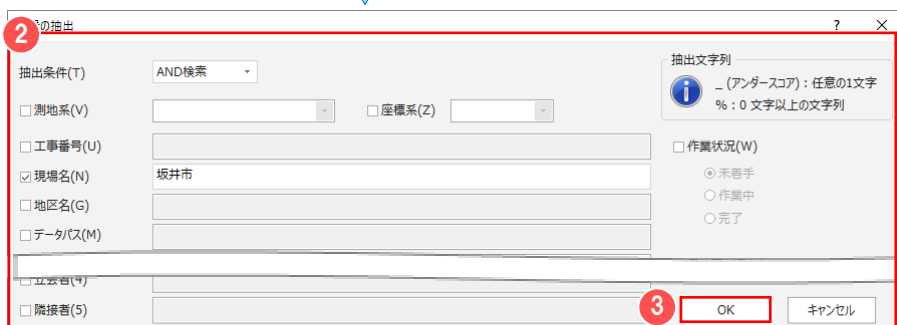 の抽出
?
×
2
抽出条件(T)
AND検索
抽出文字列
_ (アンダースコア) : 任意の1文字
% : 0 文字以上の文字列
測地系(V)
座標系(Z)
工事番号(U)
作業状況(W)
現場名(N)
坂井市
未着手
地区名(G)
作業中
完了
データパス(M)
立会者(4)
隣接者(5)
3
OK
キャンセル